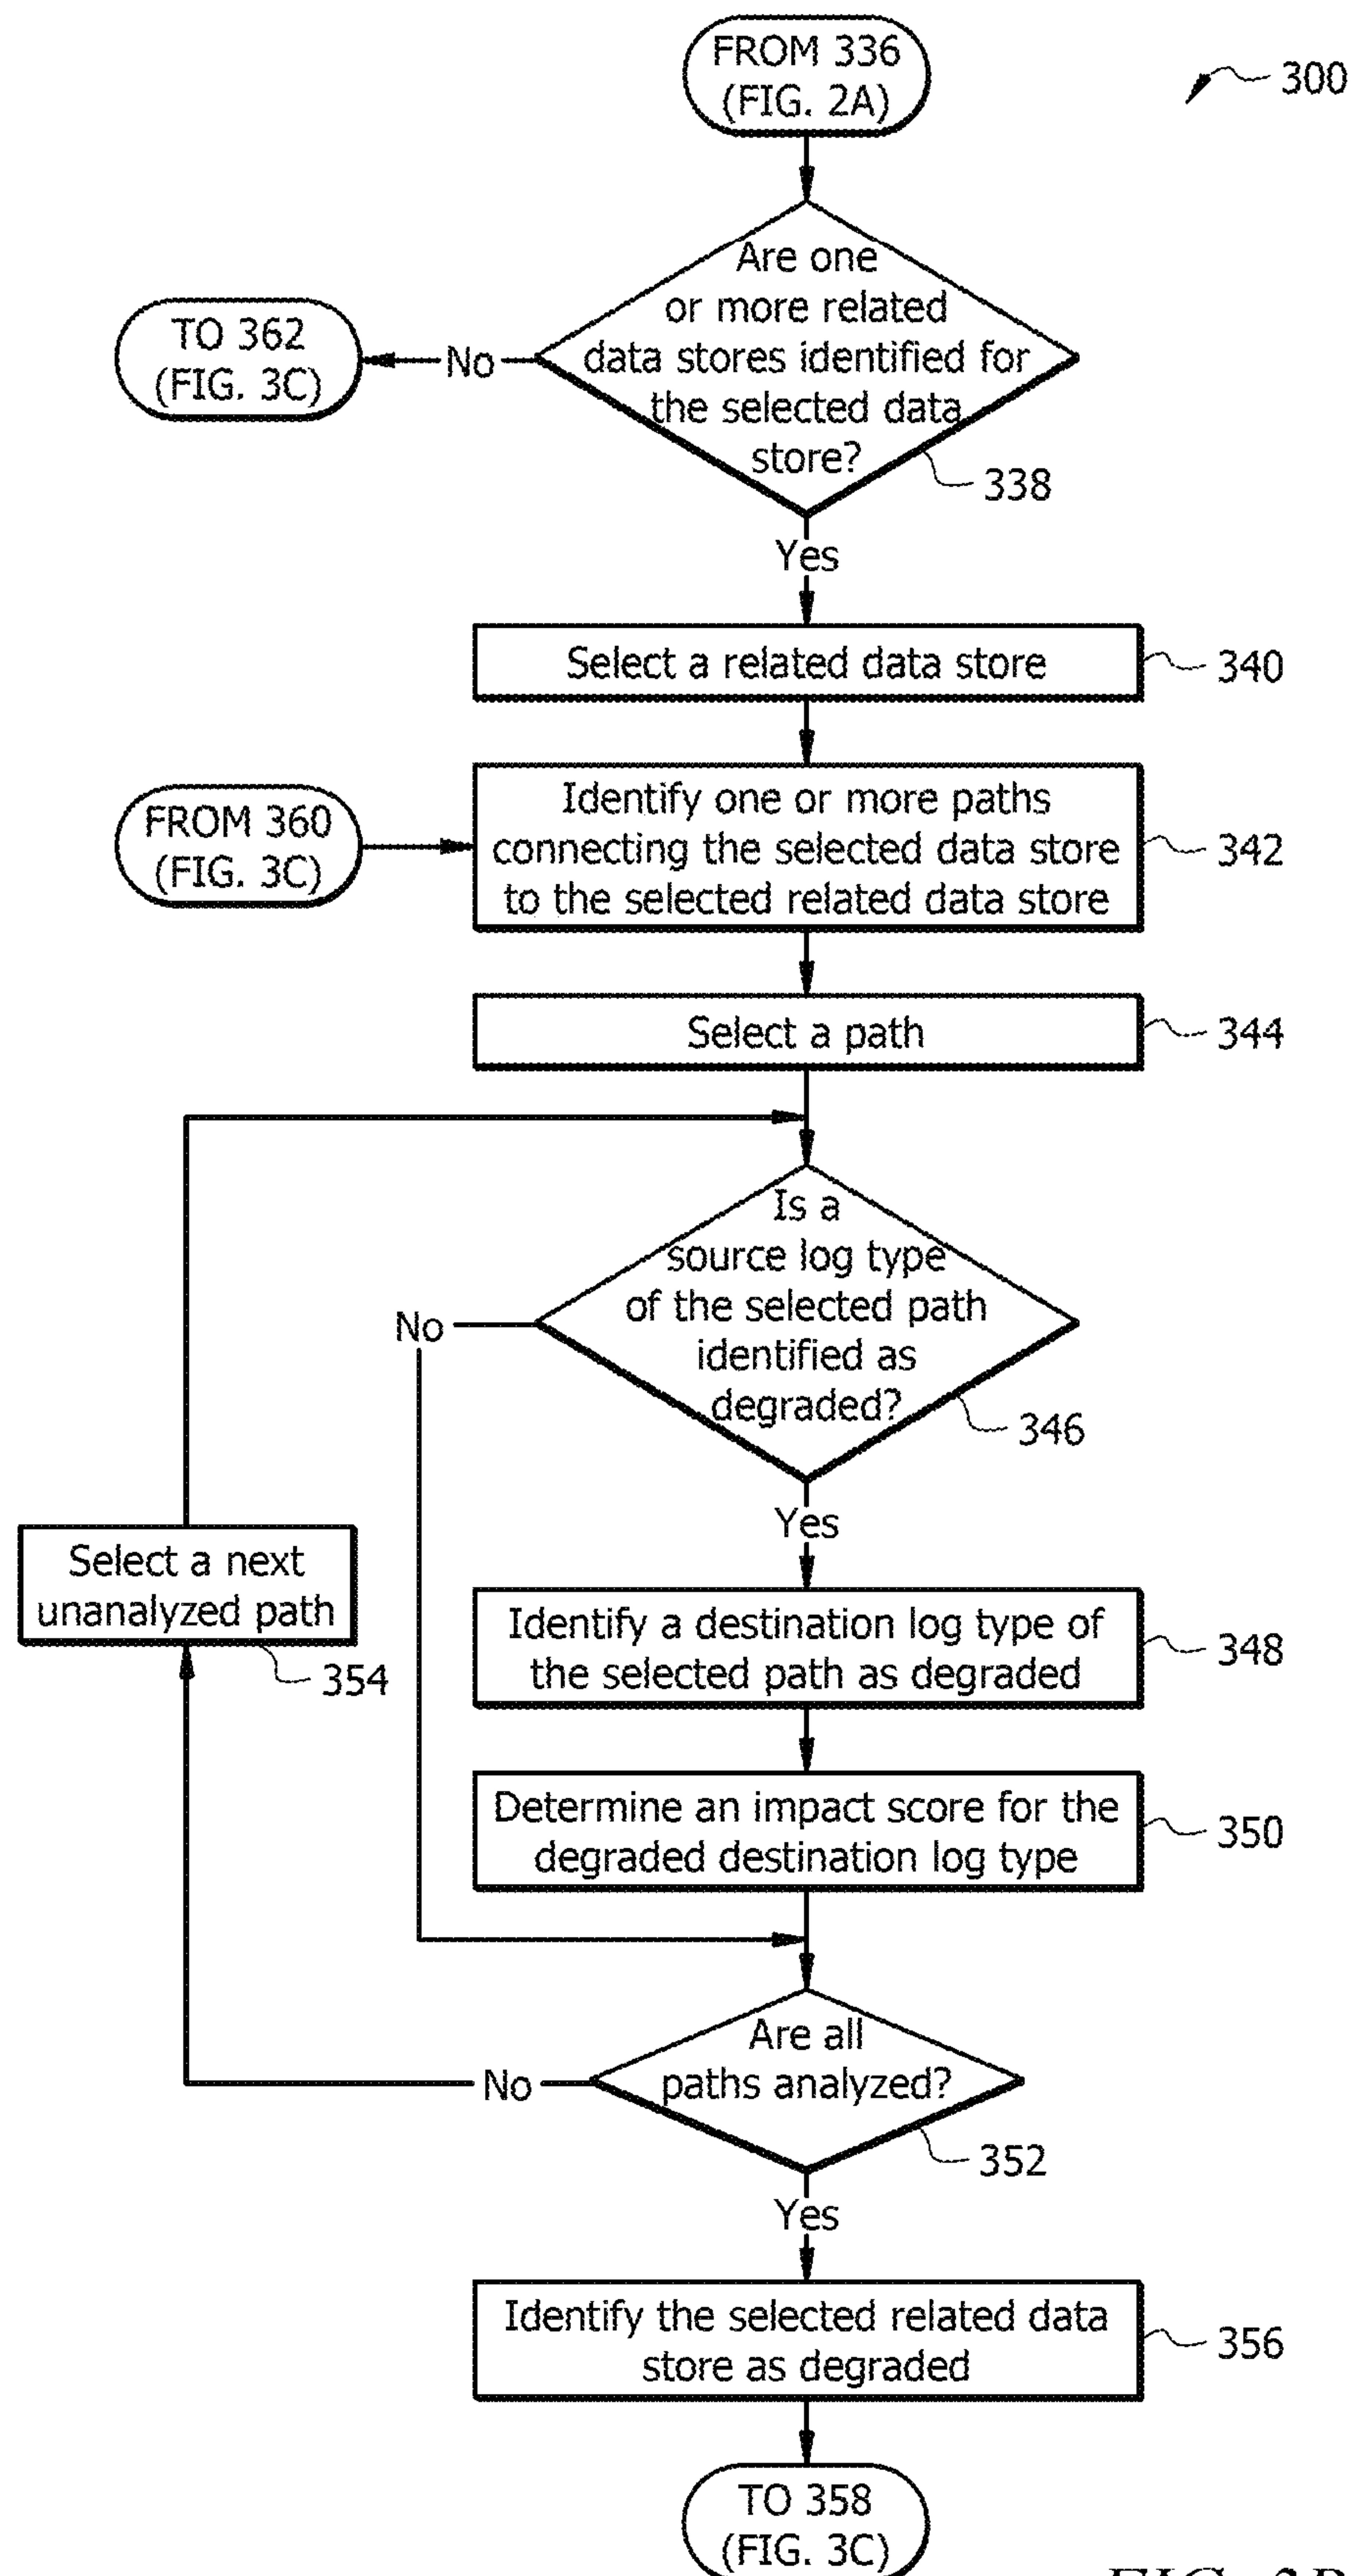 FROM 336
(FIG. 2A)
300
Are one
or more related
data stores identified for
the selected data
store?
338
No
TO 362
(FIG. 3C)
Yes
Select a related data store
340
FROM 360
(FIG. 3C)
Identify one or more paths
connecting the selected data store
to the selected related data store
342
Select a path
344
Is a
source log type
of the selected path
identified as
degraded?
346
No
Yes
Select a next
unanalyzed path
354
Identify a destination log type of
the selected path as degraded
348
Determine an impact score for the
degraded destination log type
350
Are all
paths analyzed?
352
No
Yes
Identify the selected related data
store as degraded
356
TO 358
(FIG. 3C)